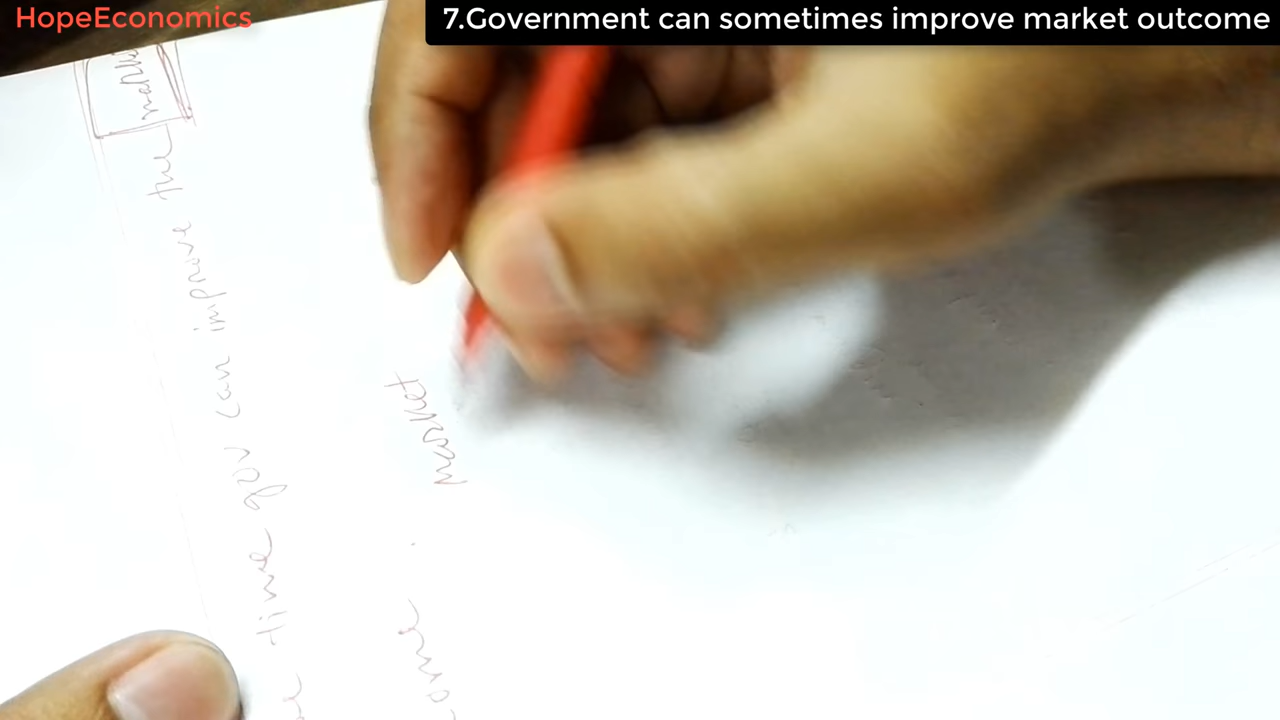 HopeEconomics
7.Government can sometimes improve market outcome
time gov can improve the
market